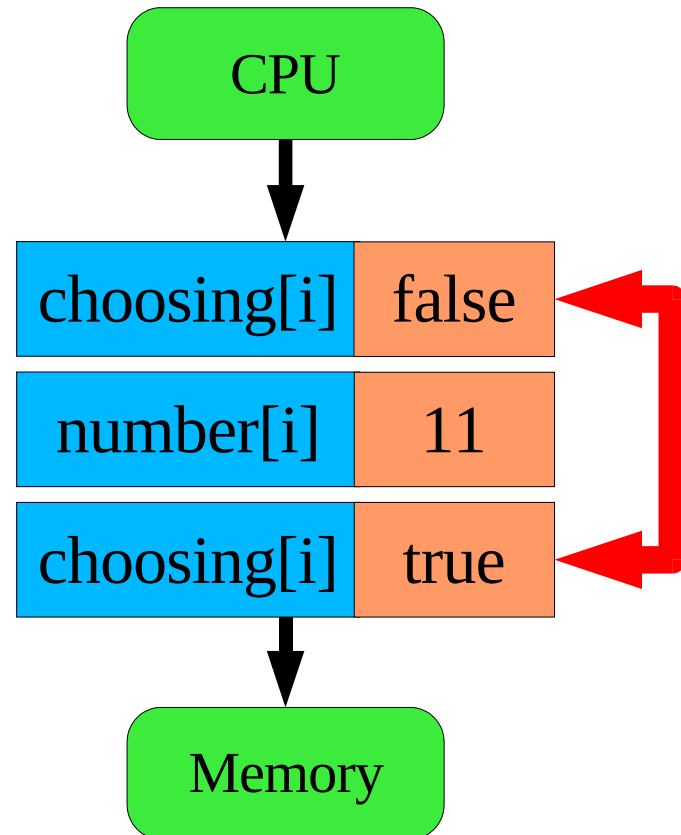 CPU
choosing[i] false
number[i] 11
choosing[i] true
Memory